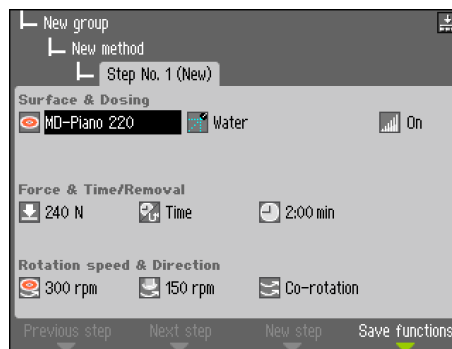 New group
New method
Step No. 1 (New)
Surface & Dosing
MD-Piano 220 Water On
Force & Time/Removal
240 N Time 2:00 min
Rotation speed & Direction
300 rpm 150 rpm Co-rotation
Previous step Next step New step Save functions